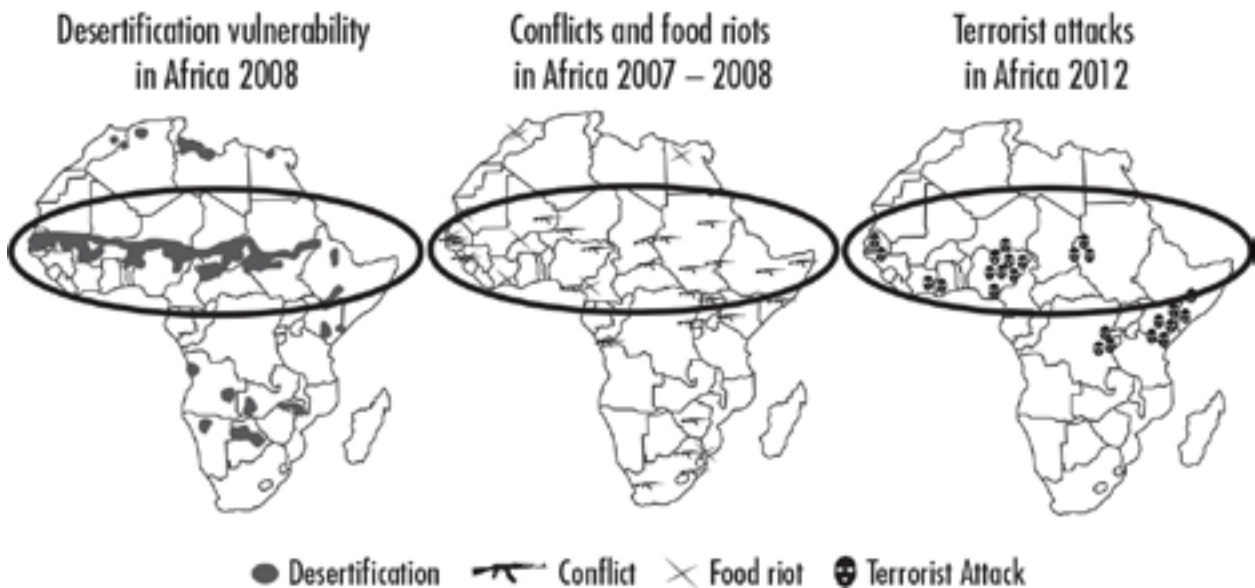 Desertification vulnerability
in Africa 2008
Conflicts and food riots
in Africa 2007 – 2008
Terrorist attacks
in Africa 2012
Desertification Conflict Food riot Terrorist Attack